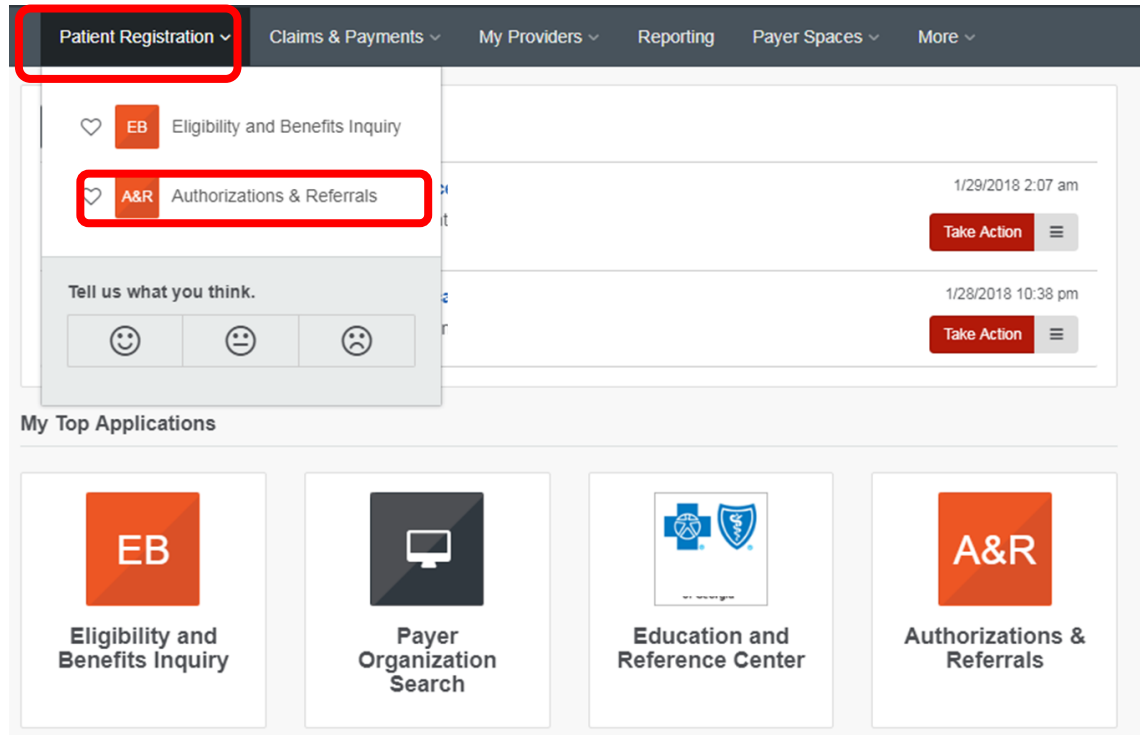 Patient Registration
Claims & Payments
My Providers
Reporting
Payer Spaces
More
EB
Eligibility and Benefits Inquiry
A&R
Authorizations & Referrals
1/29/2018 2:07 am
Take Action
Tell us what you think.
1/28/2018 10:38 pm
Take Action
My Top Applications
EB
Eligibility and
Benefits Inquiry
Payer
Organization
Search
Education and
Reference Center
A&R
Authorizations &
Referrals